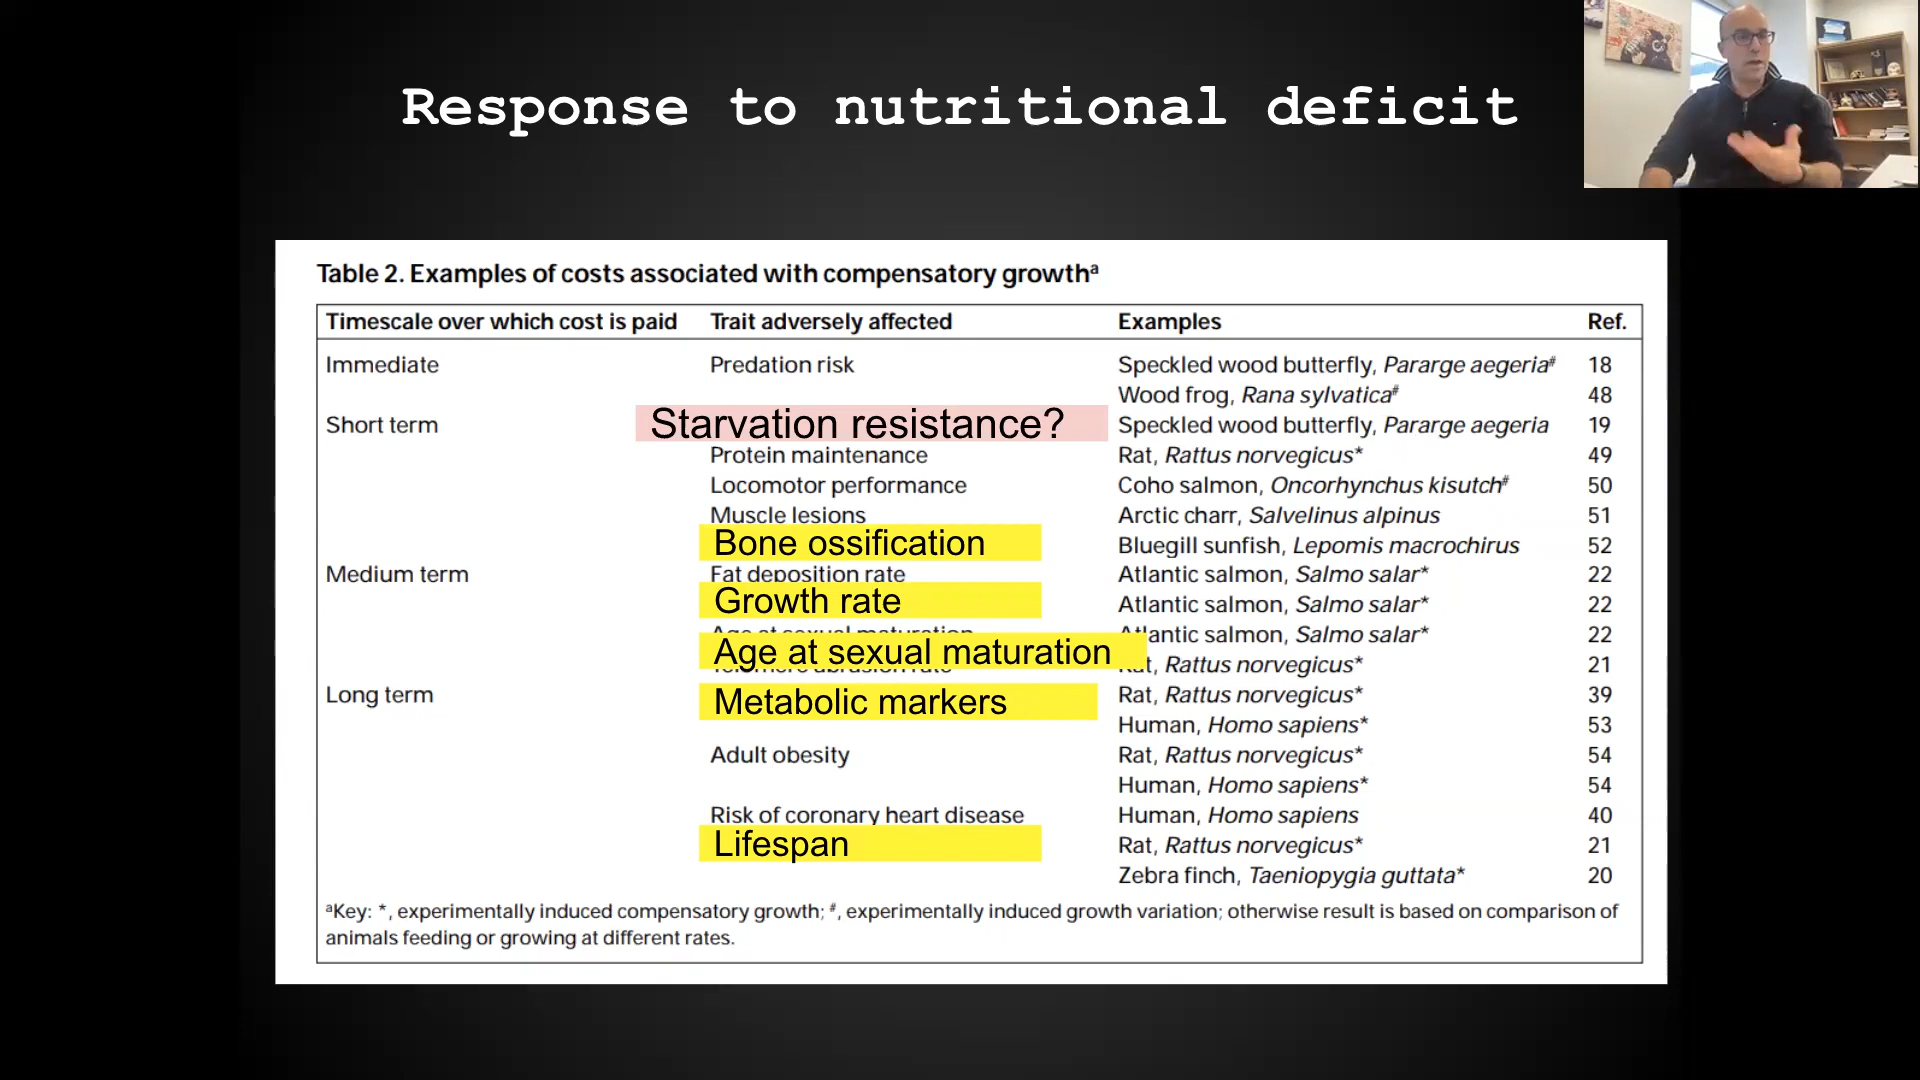 Response to nutritional deficit
Table 2. Examples of costs associated with compensatory growthᵃ
Timescale over which cost is paid Trait adversely affected Examples Ref.
Immediate Predation risk Speckled wood butterfly, Pararge aegeria# 18
Wood frog, Rana sylvatica# 48
Short term Starvation resistance? Speckled wood butterfly, Pararge aegeria 19
Protein maintenance Rat, Rattus norvegicus* 49
Locomotor performance Coho salmon, Oncorhynchus kisutch# 50
Muscle lesions Arctic charr, Salvelinus alpinus 51
Bone ossification Bluegill sunfish, Lepomis macrochirus 52
Medium term Fat deposition rate Atlantic salmon, Salmo salar* 22
Growth rate Atlantic salmon, Salmo salar* 22
Age at sexual maturation Atlantic salmon, Salmo salar* 22
Age at sexual maturation Rat, Rattus norvegicus* 21
Long term Metabolic markers Rat, Rattus norvegicus* 39
Human, Homo sapiens* 53
Adult obesity Rat, Rattus norvegicus* 54
Human, Homo sapiens* 54
Risk of coronary heart disease Human, Homo sapiens 40
Lifespan Rat, Rattus norvegicus* 21
Zebra finch, Taeniopygia guttata* 20
ᵃKey: *, experimentally induced compensatory growth; #, experimentally induced growth variation; otherwise result is based on comparison of
animals feeding or growing at different rates.